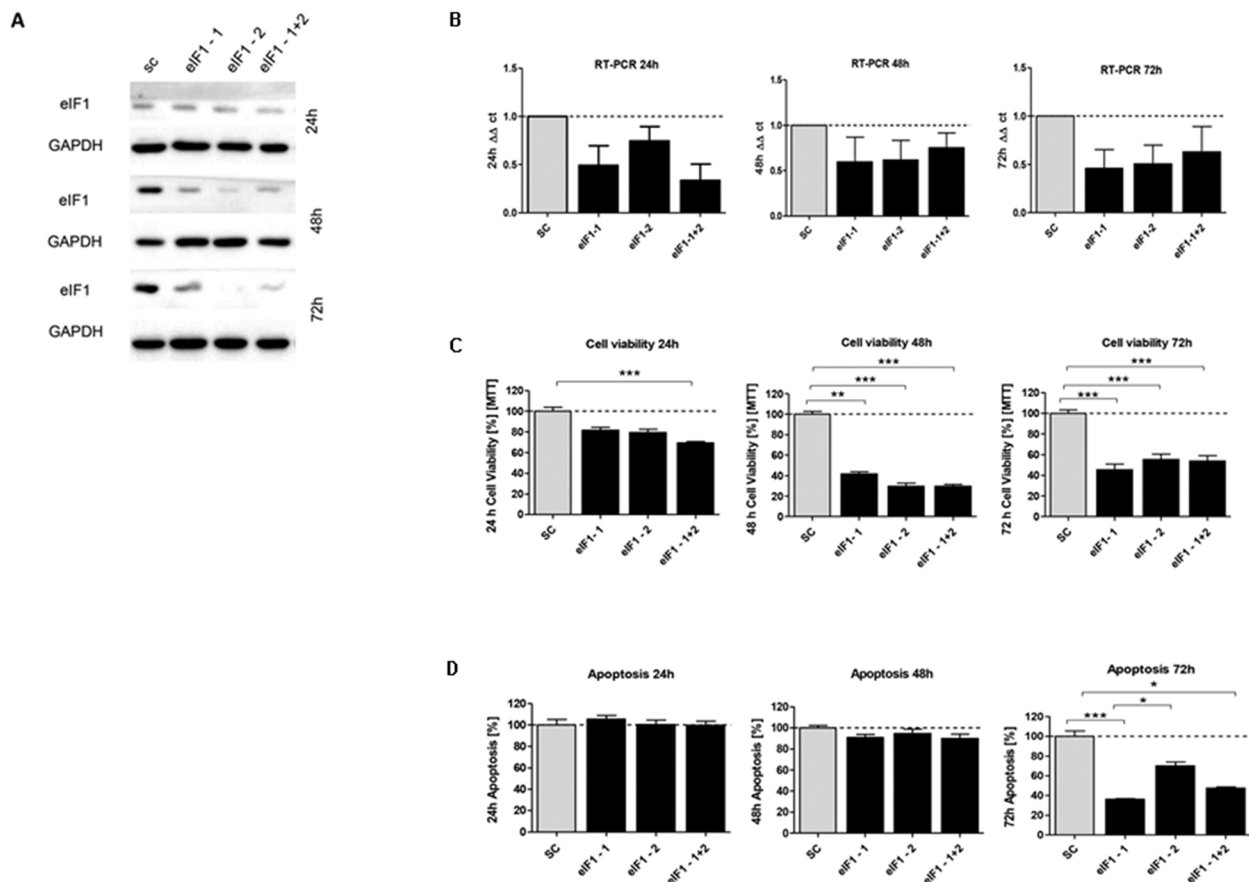 A
sc
eIF1 - 1
eIF1 - 2
eIF1 - 1+2
eIF1
GAPDH
24h
eIF1
GAPDH
48h
eIF1
GAPDH
72h
B
RT-PCR 24h
24h ΔΔ ct
1.5
1.0
0.5
0.0
SC
eIF1-1
eIF1-2
eIF1-1+2
RT-PCR 48h
48h ΔΔ ct
1.5
1.0
0.5
0.0
SC
eIF1-1
eIF1-2
eIF1-1+2
RT-PCR 72h
72h ΔΔ ct
1.5
1.0
0.5
0.0
SC
eIF1-1
eIF1-2
eIF1-1+2
C
Cell viability 24h
***
24 h Cell Viability [%] [MTT]
120
100
80
60
40
20
0
SC
eIF1- 1
eIF1 - 2
eIF1 - 1+2
Cell viability 48h
***
***
**
48 h Cell Viability [%] [MTT]
120
100
80
60
40
20
0
SC
eIF1 - 1
eIF1 - 2
eIF1 - 1+2
Cell viability 72h
***
***
***
72 h Cell Viability [%] [MTT]
120
100
80
60
40
20
0
SC
eIF1 - 1
eIF1 - 2
eIF1 - 1+2
D
Apoptosis 24h
24h Apoptosis [%]
120
100
80
60
40
20
0
SC
eIF1 - 1
eIF1 - 2
eIF1 - 1+2
Apoptosis 48h
48h Apoptosis [%]
120
100
80
60
40
20
0
SC
eIF1 - 1
eIF1 - 2
eIF1 - 1+2
Apoptosis 72h
*
*
***
72h Apoptosis [%]
120
100
80
60
40
20
0
SC
eIF1 - 1
eIF1 - 2
eIF1 - 1+2